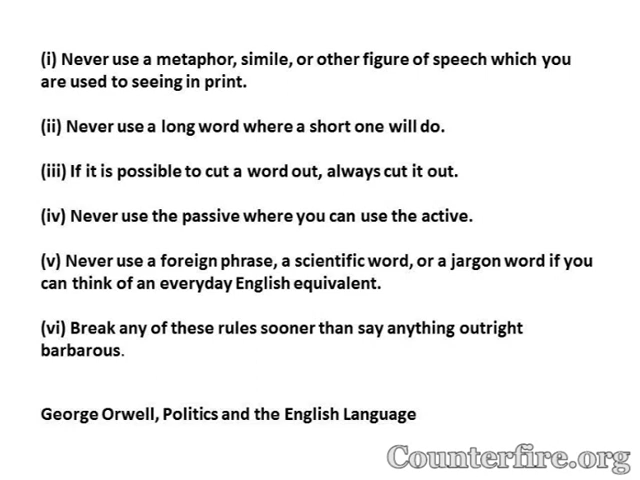 (i) Never use a metaphor, simile, or other figure of speech which you
are used to seeing in print.
(ii) Never use a long word where a short one will do.
(iii) If it is possible to cut a word out, always cut it out.
(iv) Never use the passive where you can use the active.
(v) Never use a foreign phrase, a scientific word, or a jargon word if you
can think of an everyday English equivalent.
(vi) Break any of these rules sooner than say anything outright
barbarous.
George Orwell, Politics and the English Language
Counterfire.org